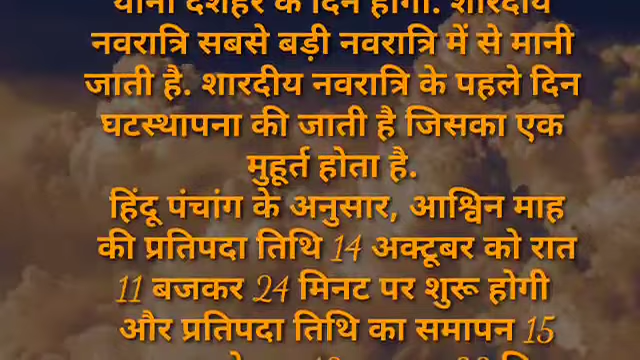 यानी दशहरे के दिन होगा. शारदीय
नवरात्रि सबसे बड़ी नवरात्रि में से मानी
जाती है. शारदीय नवरात्रि के पहले दिन
घटस्थापना की जाती है जिसका एक
मुहूर्त होता है.
हिंदू पंचांग के अनुसार, आश्विन माह
की प्रतिपदा तिथि 14 अक्टूबर को रात
11 बजकर 24 मिनट पर शुरू होगी
और प्रतिपदा तिथि का समापन 15